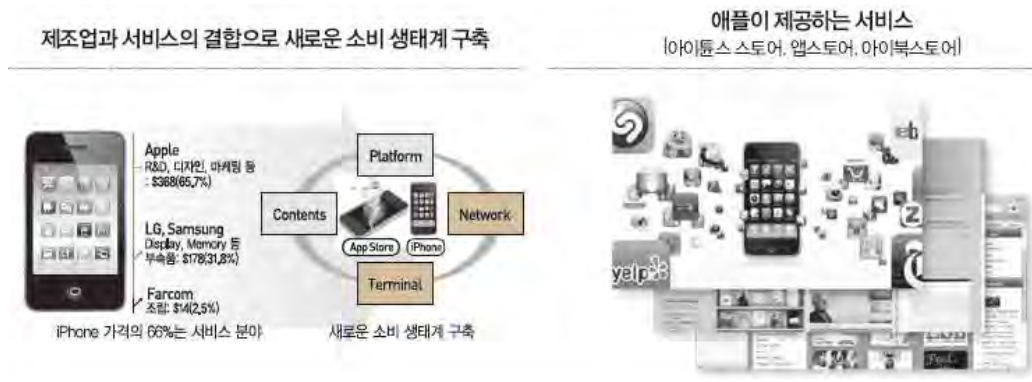 제조업과 서비스의 결합으로 새로운 소비 생태계 구축
Apple
R&D, 디자인, 마케팅 등
: $368(65.7%)
LG, Samsung
Display, Memory 등
부속품: $178(31.8%)
Farcom
조립: $14(2.5%)
iPhone 가격의 66%는 서비스 분야
Platform
Contents
Network
App Store
iPhone
Terminal
새로운 소비 생태계 구축
애플이 제공하는 서비스
(아이튠스 스토어, 앱스토어, 아이북스토어)
eb
Z
yelp